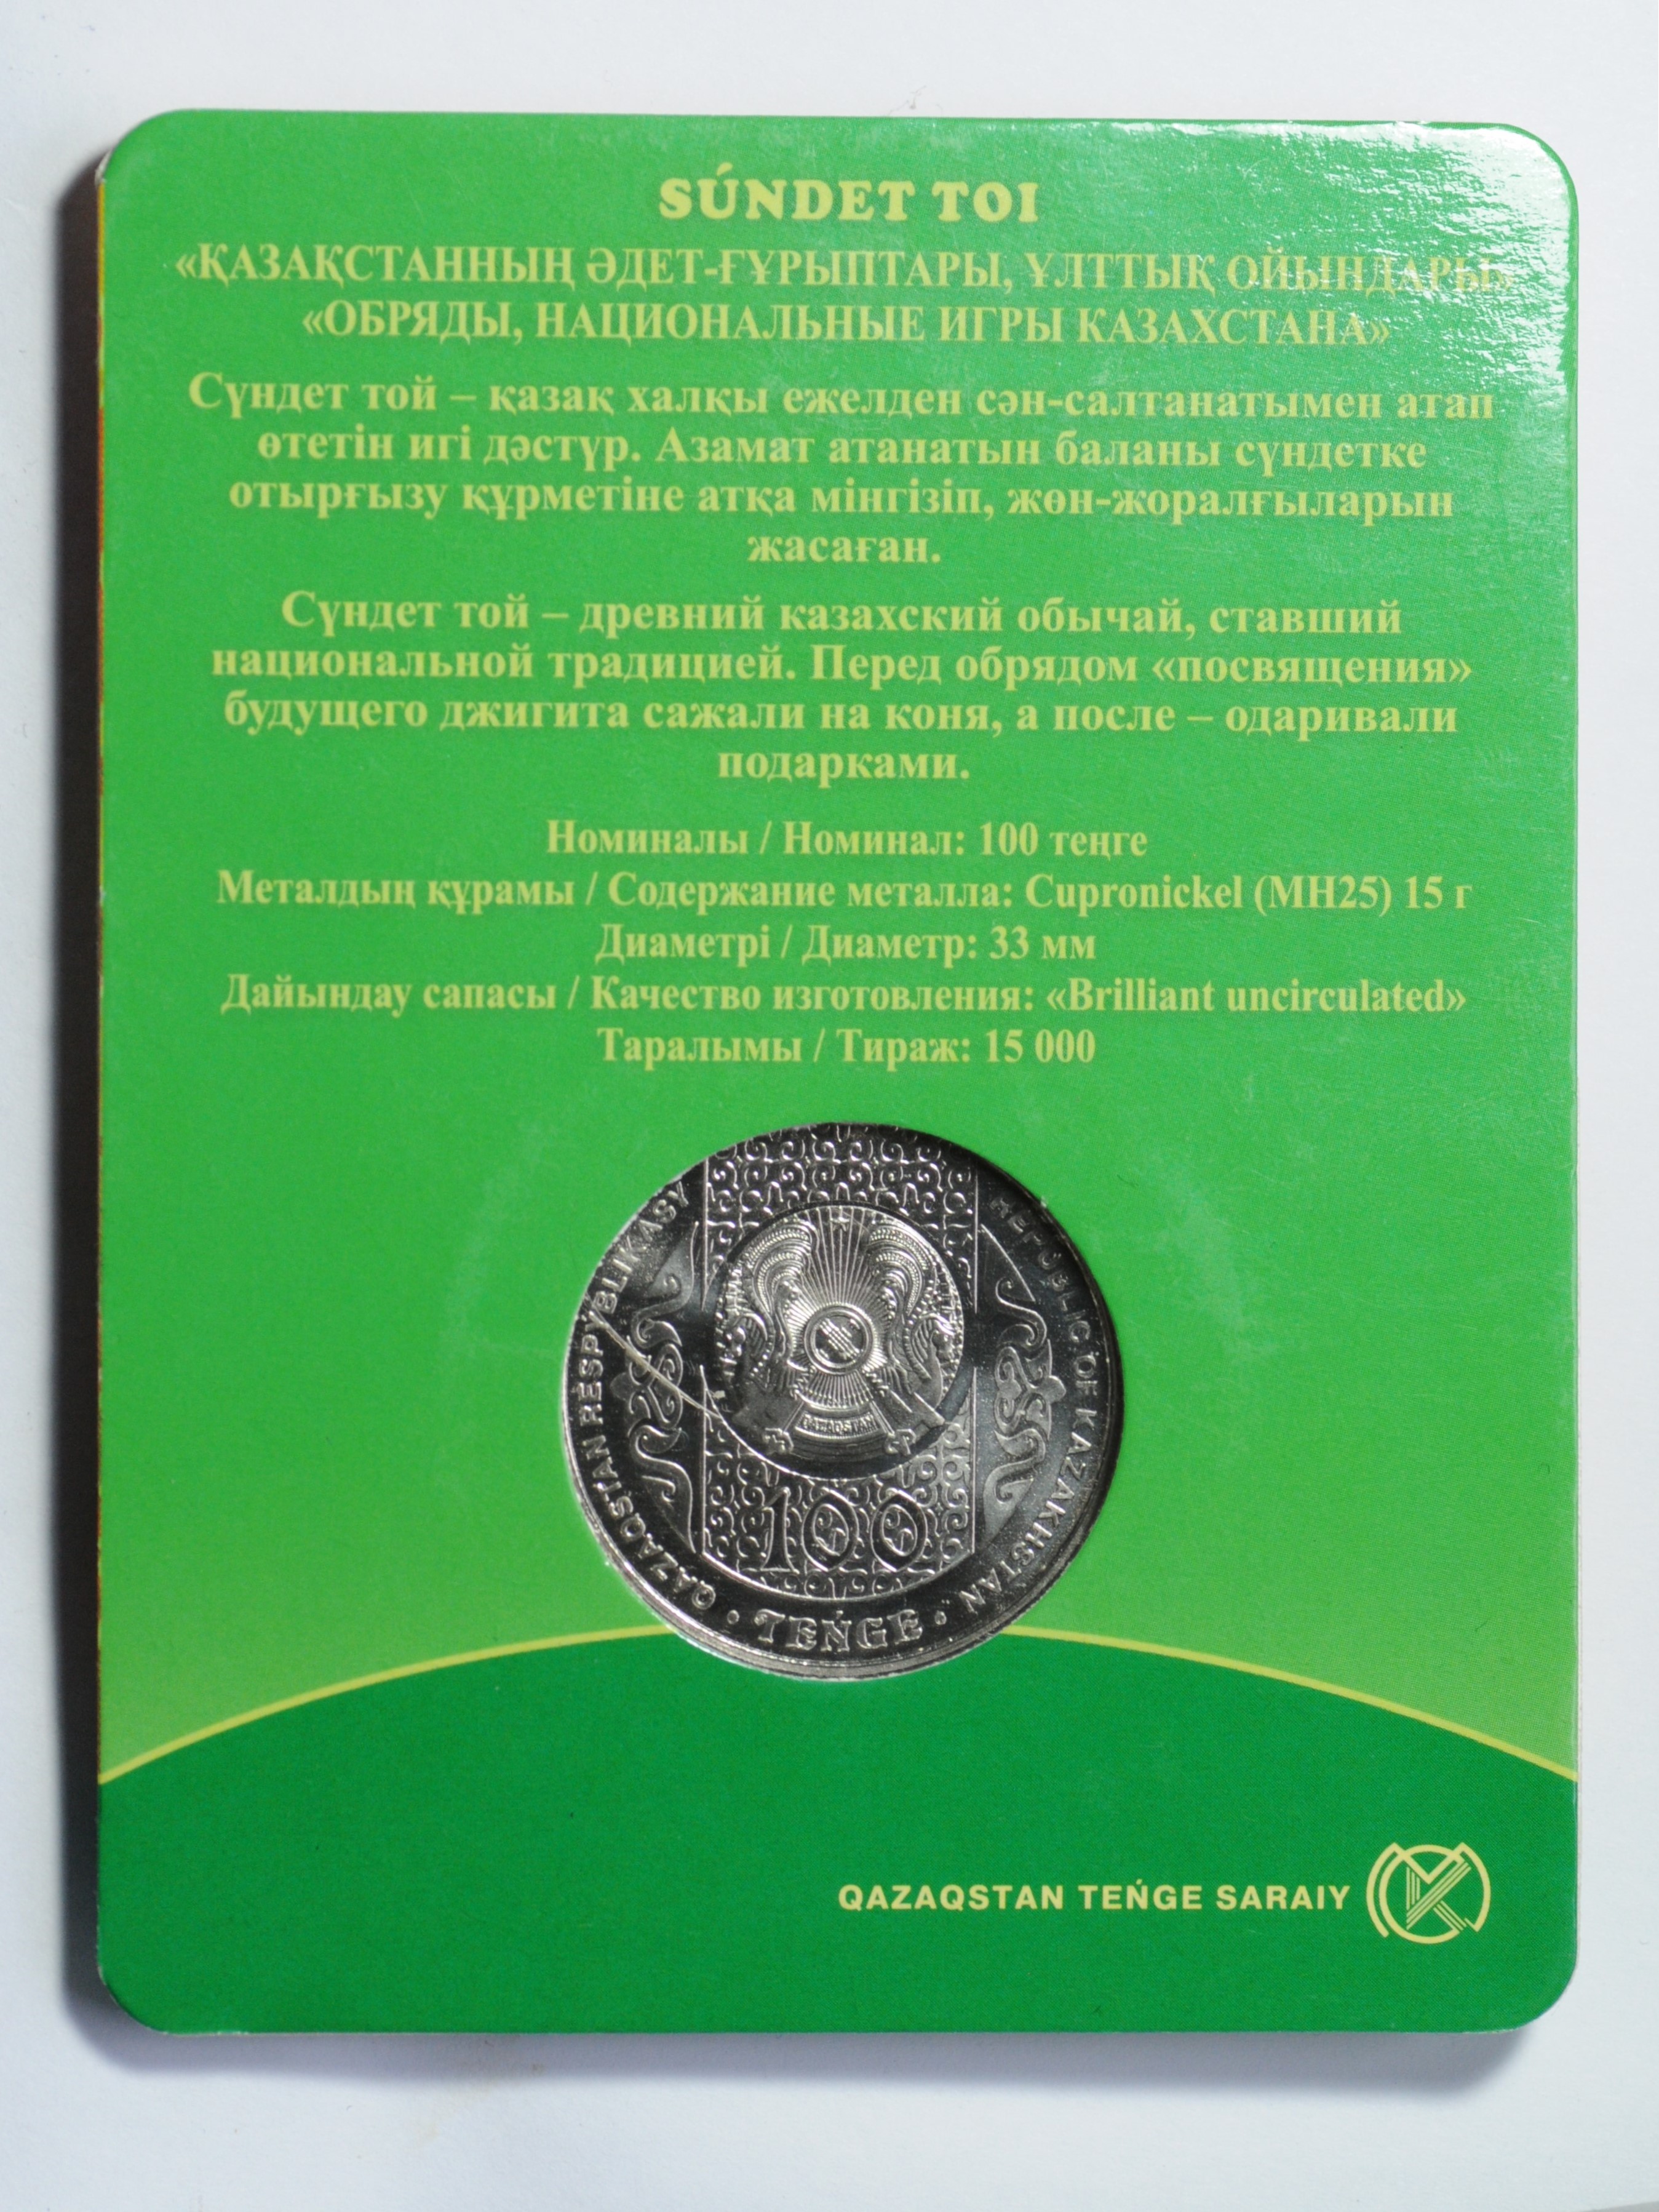 SÚNDET TOI
«ҚАЗАҚСТАННЫҢ ӘДЕТ-ҒҰРЫПТАРЫ, ҰЛТТЫҚ ОЙЫНДАРЫ»
«ОБРЯДЫ, НАЦИОНАЛЬНЫЕ ИГРЫ КАЗАХСТАНА»
Сүндет той – қазақ халқы ежелден сән-салтанатымен атап
өтетін игі дәстүр. Азамат атанатын баланы сүндетке
отырғызу құрметіне атқа мінгізіп, жөн-жоралғыларын
жасаған.
Сүндет той – древний казахский обычай, ставший
национальной традицией. Перед обрядом «посвящения»
будущего джигита сажали на коня, а после – одаривали
подарками.
Номиналы / Номинал: 100 теңге
Металдың құрамы / Содержание металла: Cupronickel (МН25) 15 г
Диаметрі / Диаметр: 33 мм
Дайындау сапасы / Качество изготовления: «Brilliant uncirculated»
Таралымы / Тираж: 15 000
QAZAQSTAN RESPÝBLIKASY
REPUBLIC OF KAZAKHSTAN
QAZAQSTAN
100
TEŃGE
QAZAQSTAN TEŃGE SARAIY